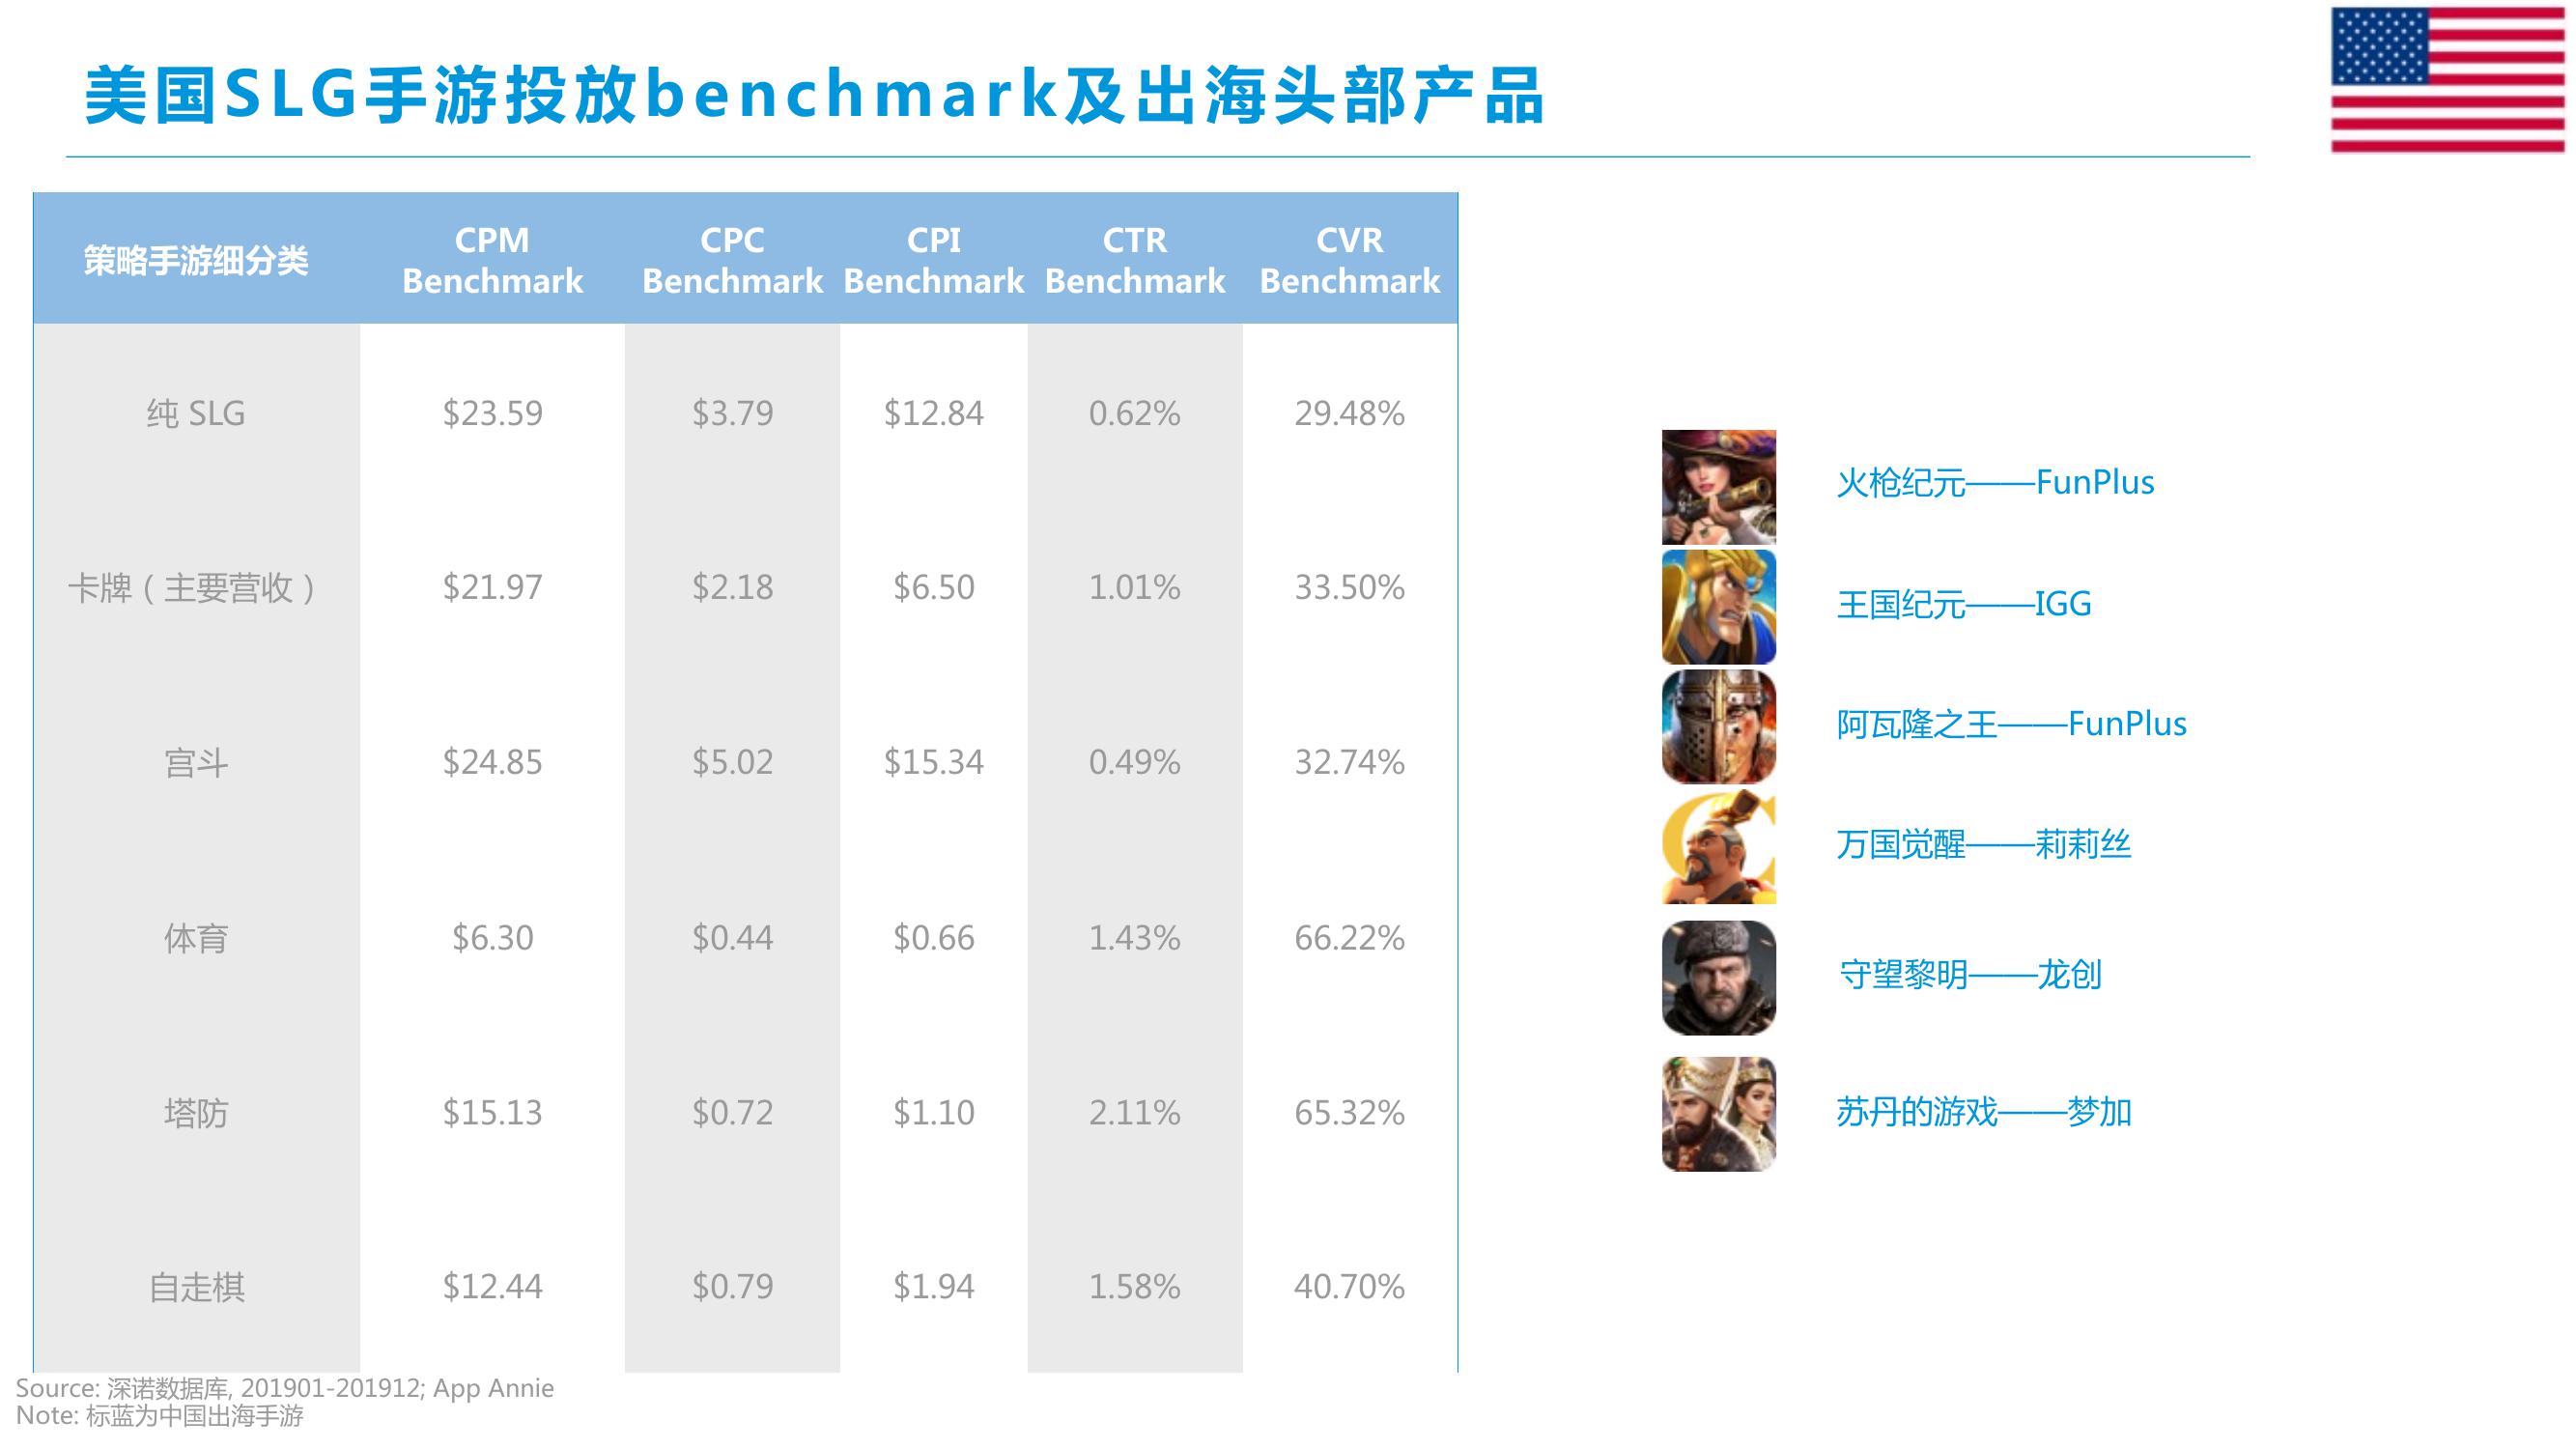 美国SLG手游投放benchmark及出海头部产品
策略手游细分类 CPM Benchmark CPC Benchmark CPI Benchmark CTR Benchmark CVR Benchmark
纯 SLG $23.59 $3.79 $12.84 0.62% 29.48%
卡牌（主要营收） $21.97 $2.18 $6.50 1.01% 33.50%
宫斗 $24.85 $5.02 $15.34 0.49% 32.74%
体育 $6.30 $0.44 $0.66 1.43% 66.22%
塔防 $15.13 $0.72 $1.10 2.11% 65.32%
自走棋 $12.44 $0.79 $1.94 1.58% 40.70%
火枪纪元——FunPlus
王国纪元——IGG
阿瓦隆之王——FunPlus
万国觉醒——莉莉丝
守望黎明——龙创
苏丹的游戏——梦加
Source: 深诺数据库, 201901-201912; App Annie
Note: 标蓝为中国出海手游